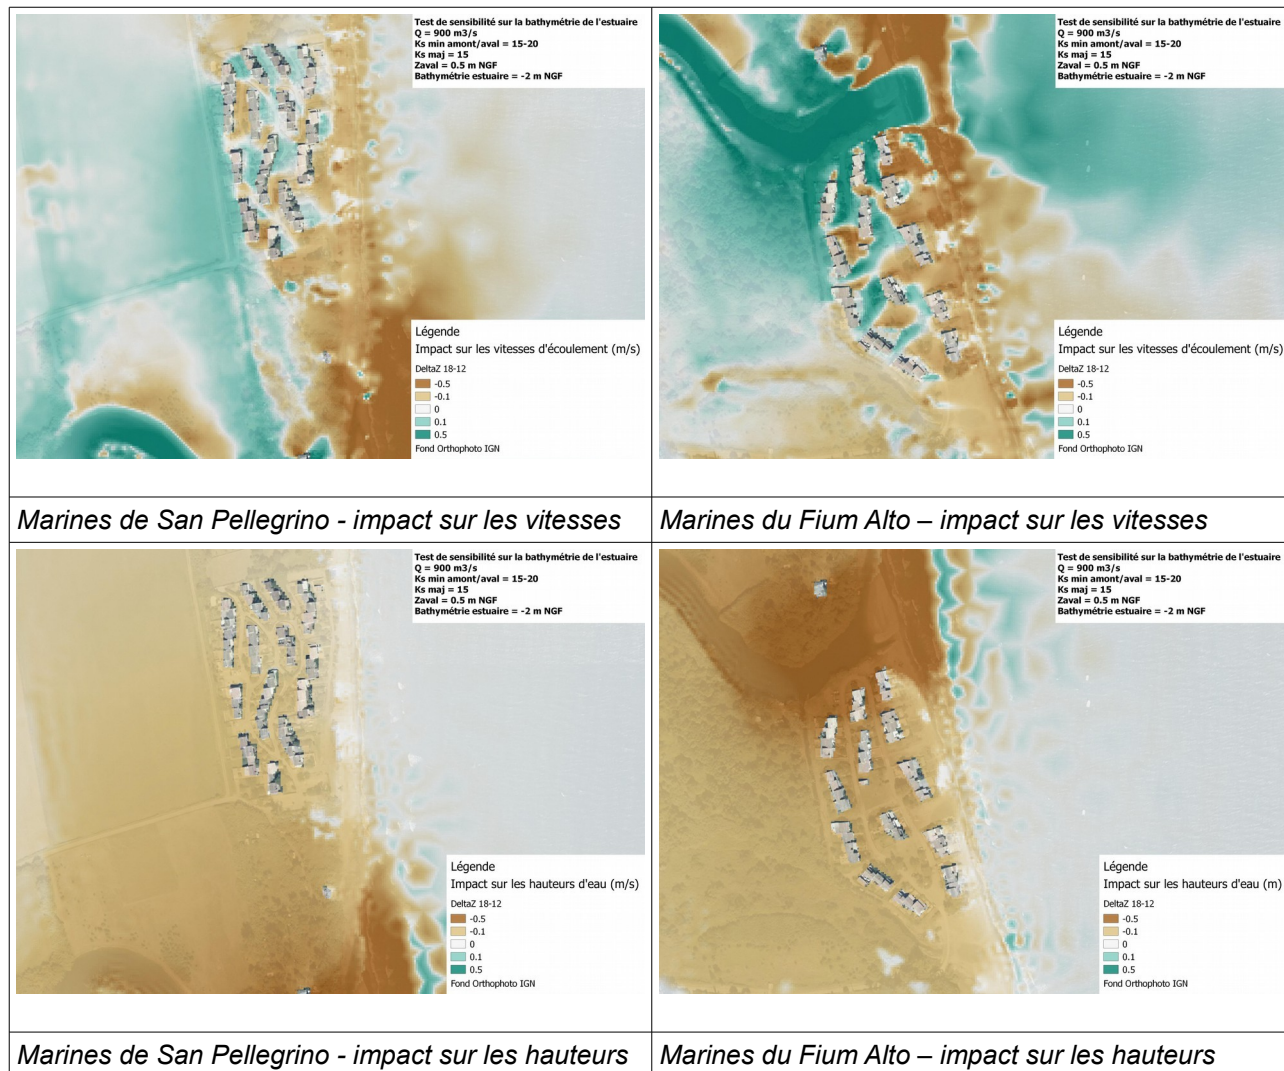 Test de sensibilité sur la bathymétrie de l'estuaire
Q = 900 m3/s
Ks min amont/aval = 15-20
Ks maj = 15
Zaval = 0.5 m NGF
Bathymétrie estuaire = -2 m NGF
Légende
Impact sur les vitesses d'écoulement (m/s)
DeltaZ 18-12
-0.5
-0.1
0
0.1
0.5
Fond Orthophoto IGN
Test de sensibilité sur la bathymétrie de l'estuaire
Q = 900 m3/s
Ks min amont/aval = 15-20
Ks maj = 15
Zaval = 0.5 m NGF
Bathymétrie estuaire = -2 m NGF
Légende
Impact sur les vitesses d'écoulement (m/s)
DeltaZ 18-12
-0.5
-0.1
0
0.1
0.5
Fond Orthophoto IGN
Marines de San Pellegrino - impact sur les vitesses
Marines du Fium Alto – impact sur les vitesses
Test de sensibilité sur la bathymétrie de l'estuaire
Q = 900 m3/s
Ks min amont/aval = 15-20
Ks maj = 15
Zaval = 0.5 m NGF
Bathymétrie estuaire = -2 m NGF
Légende
Impact sur les hauteurs d'eau (m/s)
DeltaZ 18-12
-0.5
-0.1
0
0.1
0.5
Fond Orthophoto IGN
Test de sensibilité sur la bathymétrie de l'estuaire
Q = 900 m3/s
Ks min amont/aval = 15-20
Ks maj = 15
Zaval = 0.5 m NGF
Bathymétrie estuaire = -2 m NGF
Légende
Impact sur les hauteurs d'eau (m)
DeltaZ 18-12
-0.5
-0.1
0
0.1
0.5
Fond Orthophoto IGN
Marines de San Pellegrino - impact sur les hauteurs
Marines du Fium Alto – impact sur les hauteurs